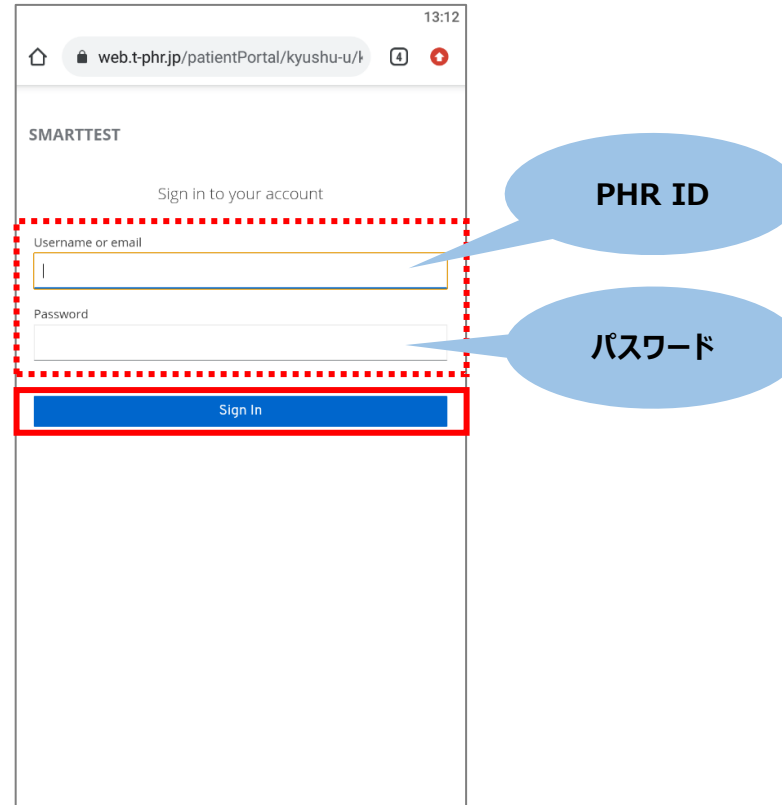 13:12
web.t-phr.jp/patientPortal/kyushu-u/
4
SMARTTEST
Sign in to your account
PHR ID
Username or email
Password
パスワード
Sign In